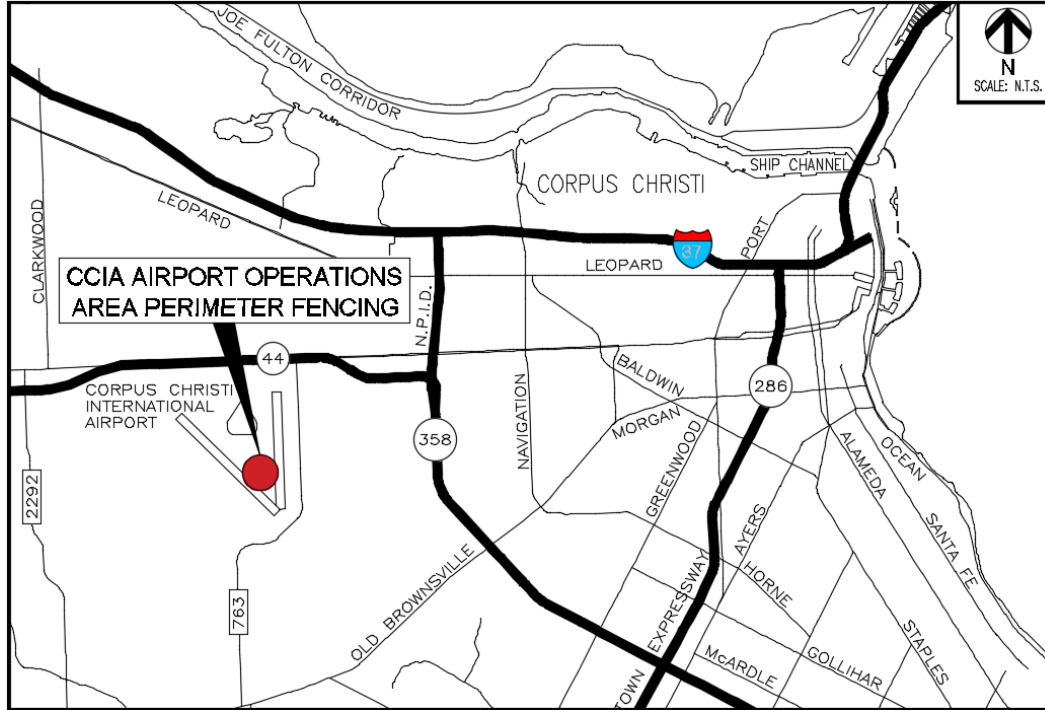 JOE FULTON CORRIDOR
N
SCALE: N.T.S.
SHIP CHANNEL
CORPUS CHRISTI
CLARKWOOD
LEOPARD
PORT
37
LEOPARD
CCIA AIRPORT OPERATIONS
AREA PERIMETER FENCING
N.P.I.D.
44
BALDWIN
286
CORPUS CHRISTI
INTERNATIONAL
AIRPORT
NAVIGATION
MORGAN
358
GREENWOOD
ALAMEDA
OCEAN
2292
AYERS
SANTA FE
OLD BROWNSVILLE
EXPRESSWAY
HORNE
763
STAPLES
McARDLE
GOLLIHAR
TOWN